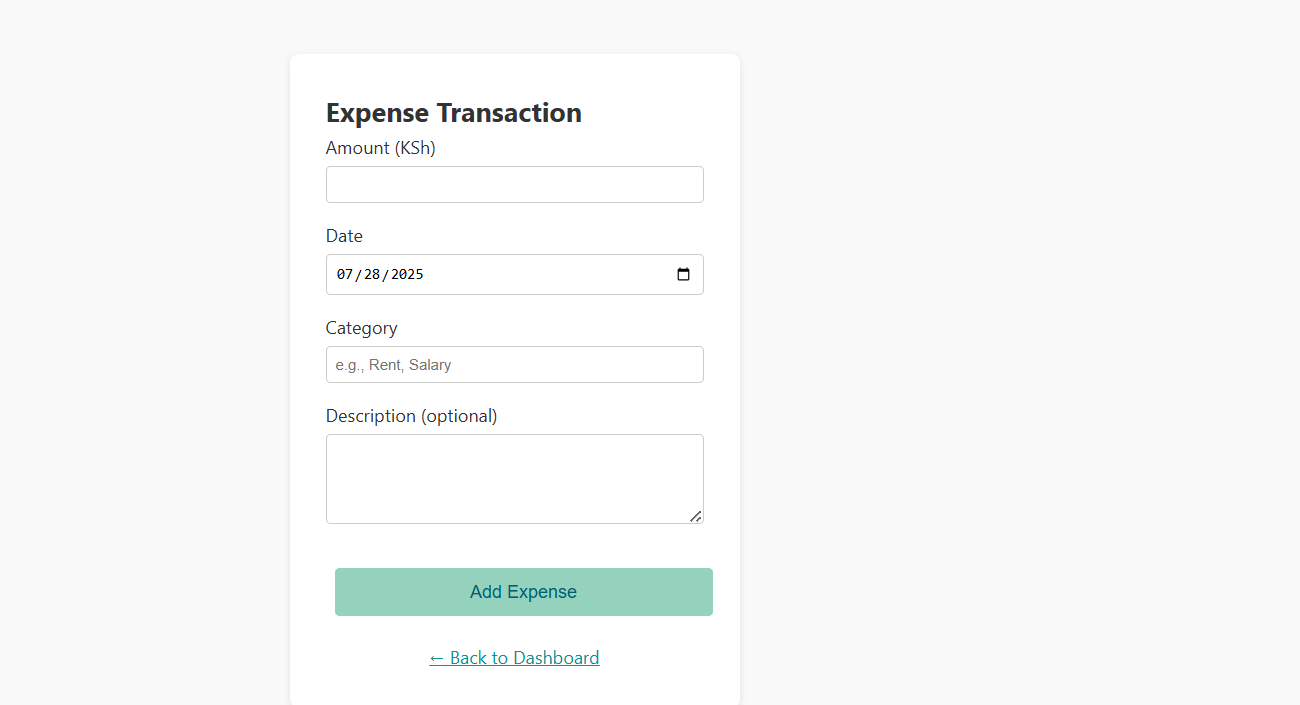 Expense Transaction
Amount (KSh)
Date
07/28/2025
Category
e.g., Rent, Salary
Description (optional)
Add Expense
← Back to Dashboard